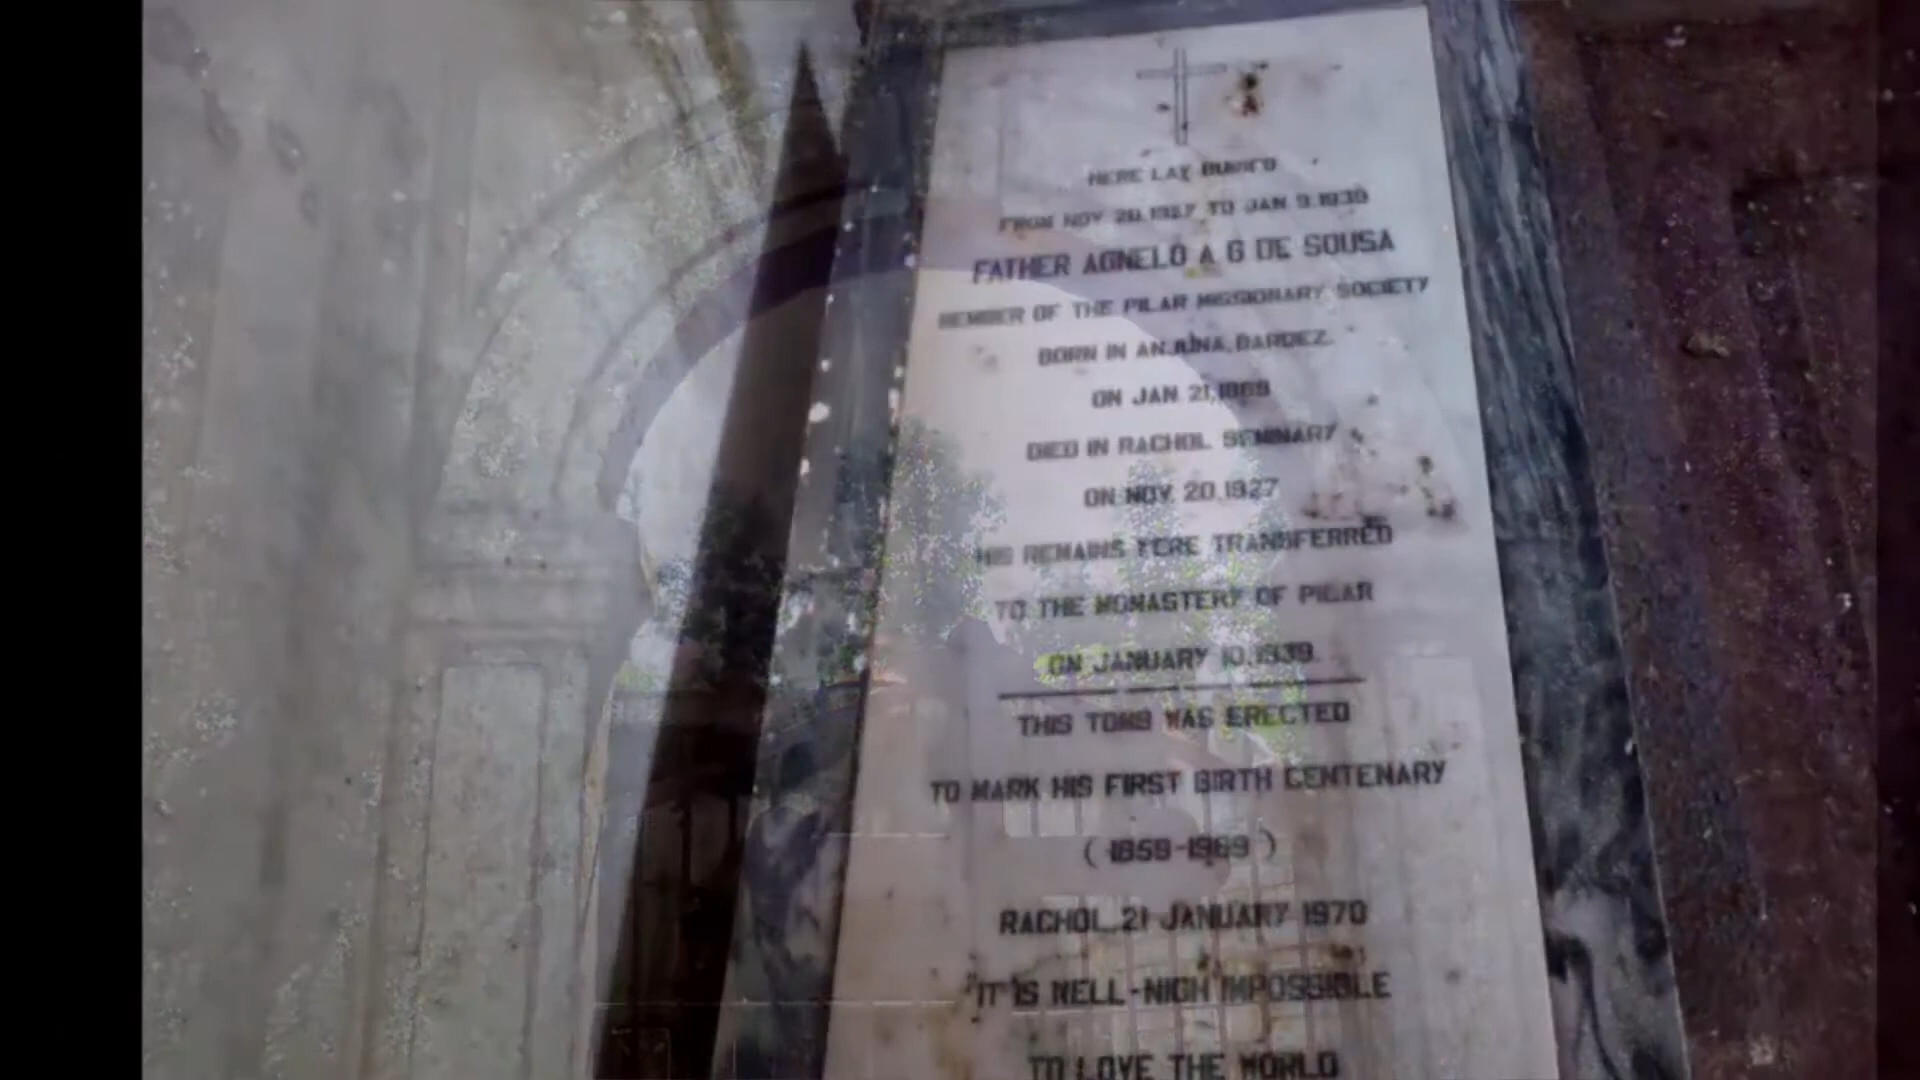 HERE LAY BURIED
FROM NOV 20.1927 TO JAN 9.1939
FATHER AGNELO A G DE SOUSA
MEMBER OF THE PILAR MISSIONARY SOCIETY
BORN IN ANJUNA, BARDEZ.
ON JAN 21,1869
DIED IN RACHOL SEMINARY
ON NOV. 20.1927
HIS REMAINS WERE TRANSFERRED
TO THE MONASTERY OF PILAR
ON JANUARY 10.1939.
THIS TOMB WAS ERECTED
TO MARK HIS FIRST BIRTH CENTENARY
(1869-1969)
RACHOL.21 JANUARY 1970
"IT IS WELL-NIGH IMPOSSIBLE
TO LOVE THE WORLD